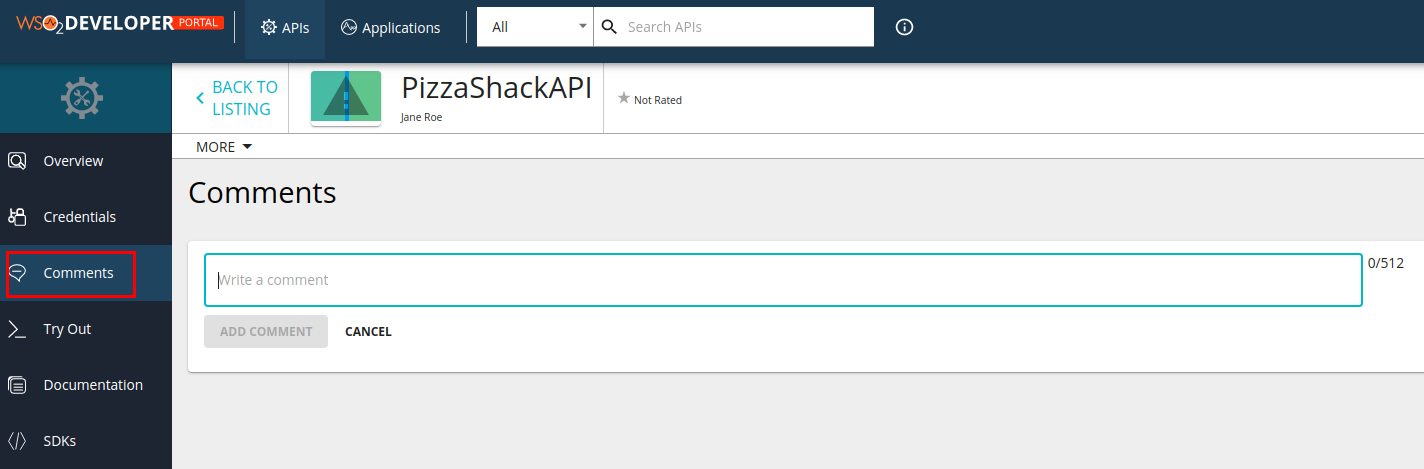 WSO2 DEVELOPER PORTAL
APIs
Applications
All
Search APIs
BACK TO
LISTING
PizzaShackAPI
Jane Roe
Not Rated
MORE
Overview
Credentials
Comments
Try Out
Documentation
SDKs
Comments
Write a comment
0/512
ADD COMMENT
CANCEL